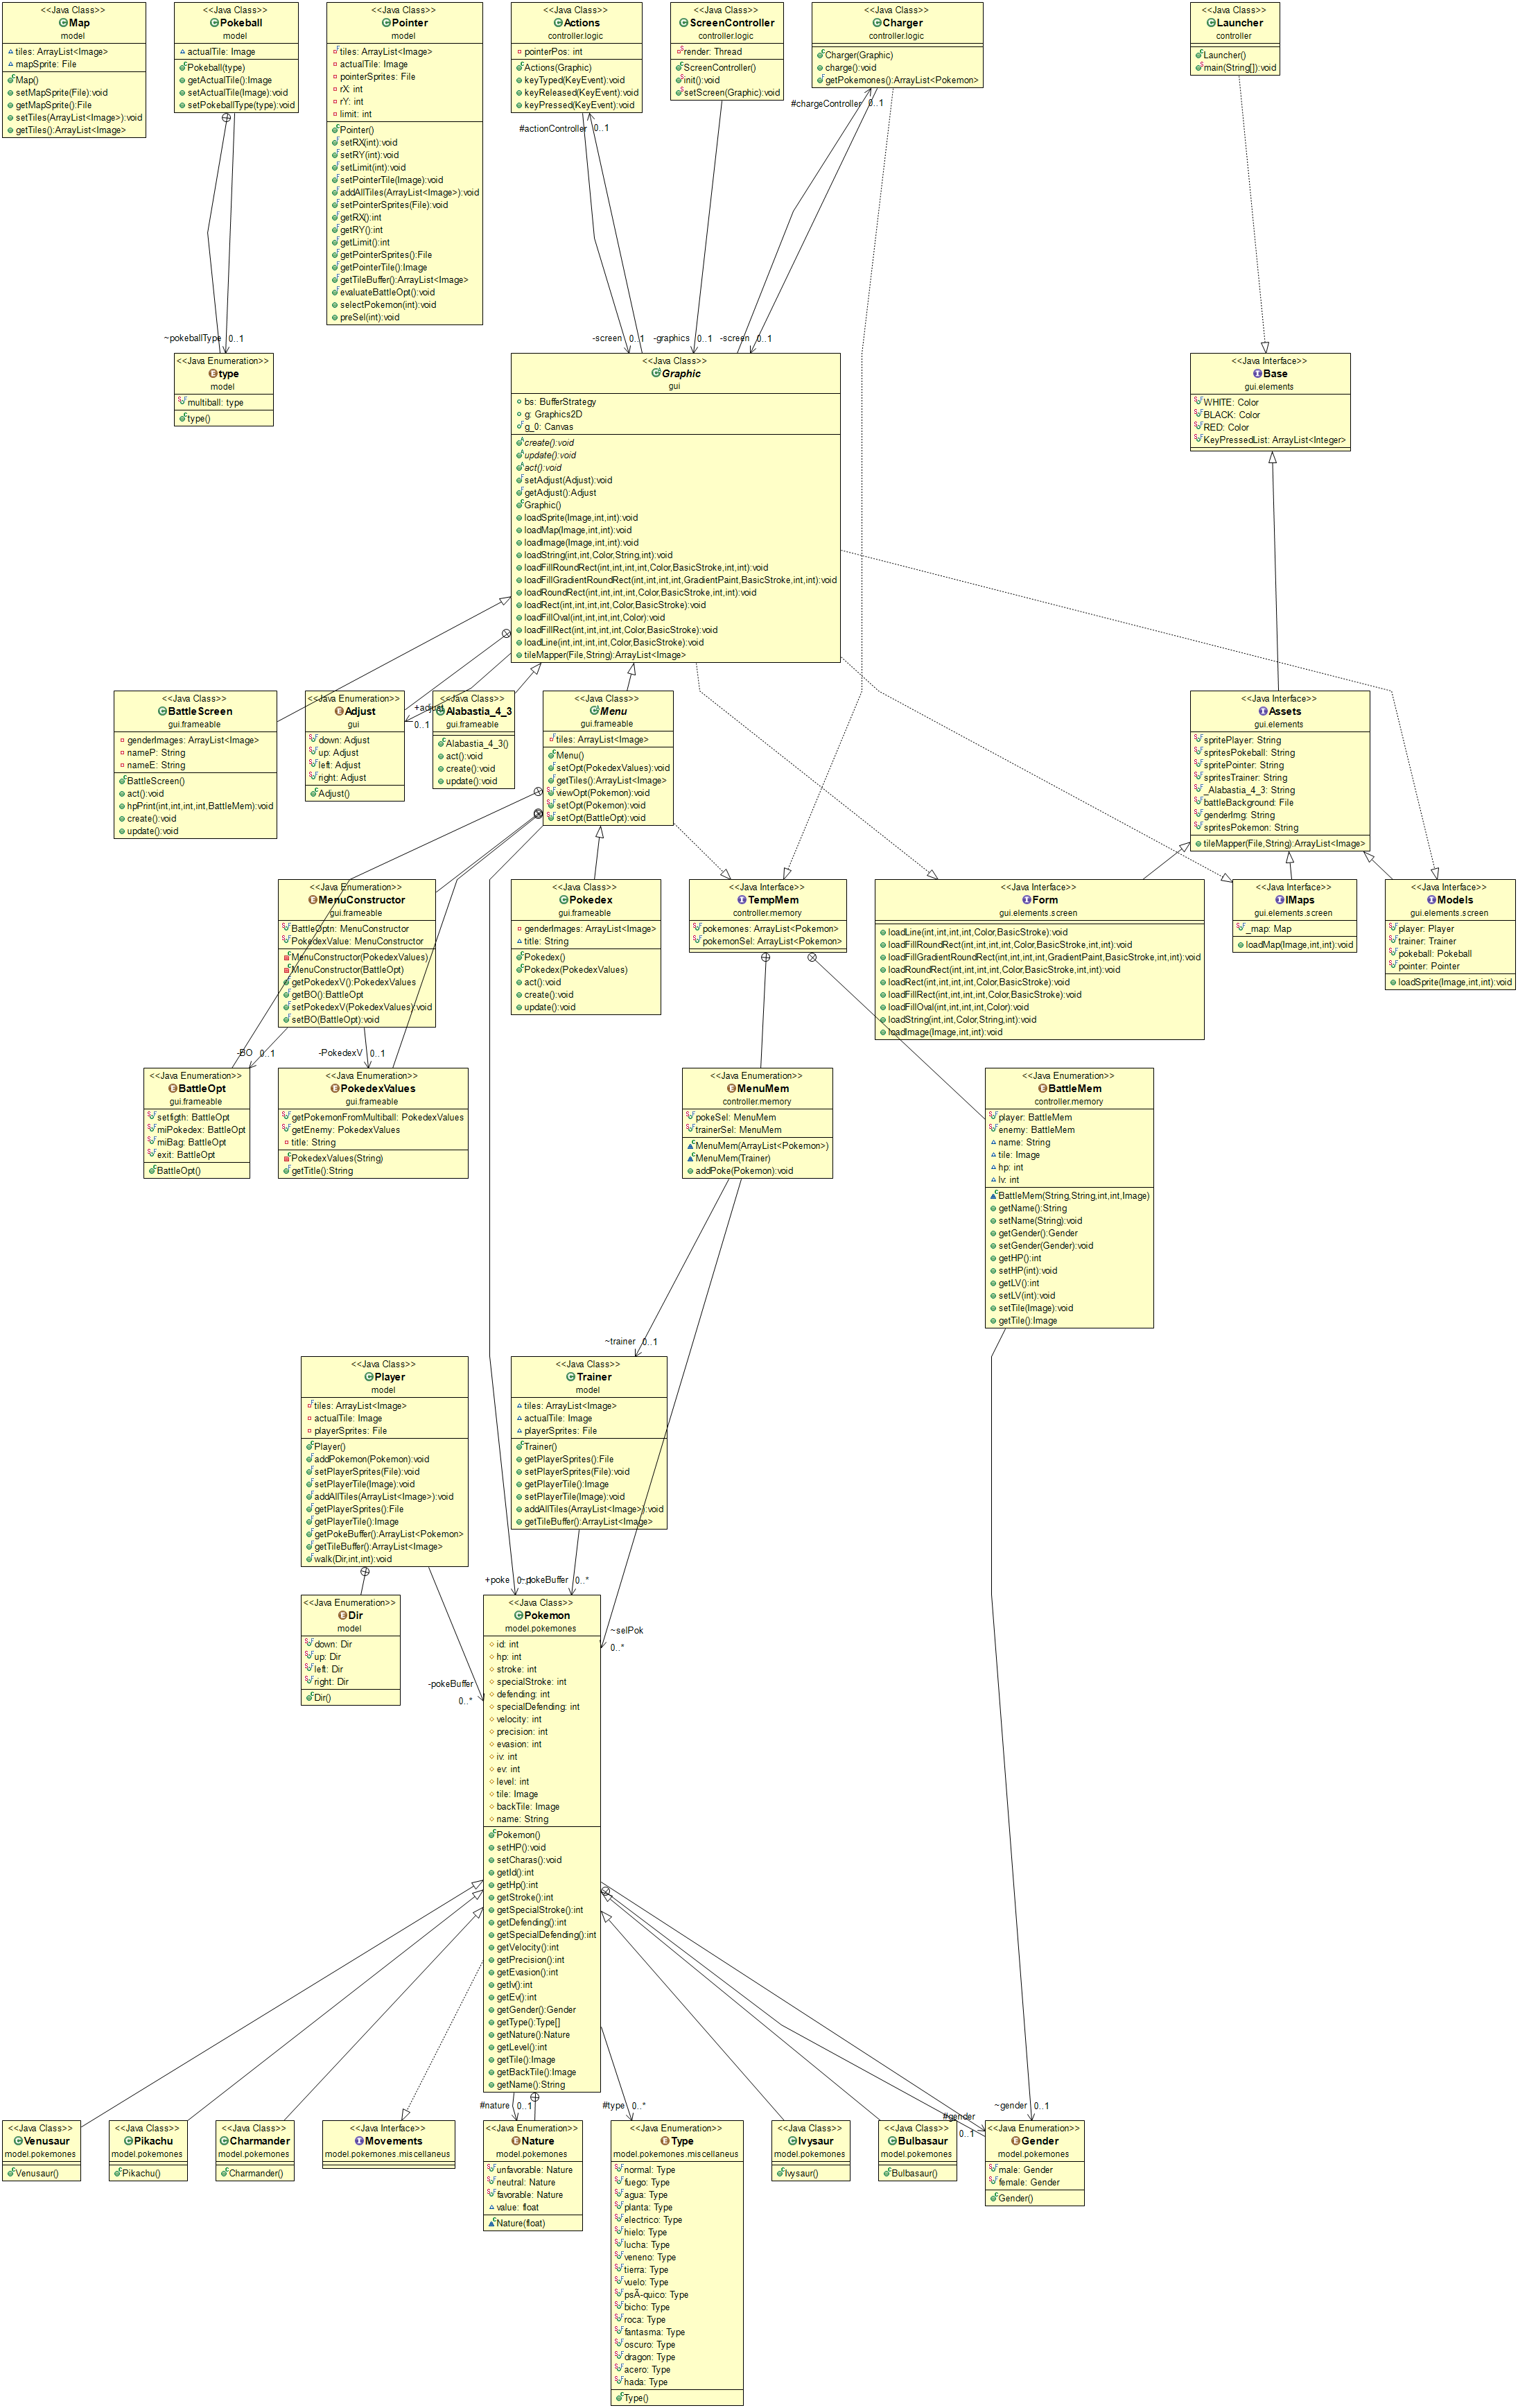 <<Java Class>>
Map
model
tiles: ArrayList<Image>
mapSprite: File
Map()
setMapSprite(File):void
getMapSprite():File
setTiles(ArrayList<Image>):void
getTiles():ArrayList<Image>
<<Java Class>>
Pokeball
model
actualTile: Image
Pokeball(type)
getActualTile():Image
setActualTile(Image):void
setPokeballType(type):void
<<Java Class>>
Pointer
model
tiles: ArrayList<Image>
actualTile: Image
pointerSprites: File
rX: int
rY: int
limit: int
Pointer()
setRX(int):void
setRY(int):void
setLimit(int):void
setPointerTile(Image):void
addAllTiles(ArrayList<Image>):void
setPointerSprites(File):void
getRX():int
getRY():int
getLimit():int
getPointerSprites():File
getPointerTile():Image
getTileBuffer():ArrayList<Image>
evaluateBattleOpt():void
selectPokemon(int):void
preSel(int):void
<<Java Class>>
Actions
controller.logic
pointerPos: int
Actions(Graphic)
keyTyped(KeyEvent):void
keyReleased(KeyEvent):void
keyPressed(KeyEvent):void
<<Java Class>>
ScreenController
controller.logic
render: Thread
ScreenController()
init():void
setScreen(Graphic):void
<<Java Class>>
Charger
controller.logic
Charger(Graphic)
charge():void
getPokemones():ArrayList<Pokemon>
<<Java Class>>
Launcher
controller
Launcher()
main(String[]):void
#actionController 0..1
#chargeController 0..1
~pokeballType 0..1
-screen 0..1
-graphics 0..1
-screen 0..1
<<Java Enumeration>>
type
model
multiball: type
type()
<<Java Class>>
Graphic
gui
bs: BufferStrategy
g: Graphics2D
g_0: Canvas
create():void
update():void
act():void
setAdjust(Adjust):void
getAdjust():Adjust
Graphic()
loadSprite(Image,int,int):void
loadMap(Image,int,int):void
loadImage(Image,int,int):void
loadString(int,int,Color,String,int):void
loadFillRoundRect(int,int,int,int,Color,BasicStroke,int,int):void
loadFillGradientRoundRect(int,int,int,int,GradientPaint,BasicStroke,int,int):void
loadRoundRect(int,int,int,int,Color,BasicStroke,int,int):void
loadRect(int,int,int,int,Color,BasicStroke):void
loadFillOval(int,int,int,int,Color):void
loadFillRect(int,int,int,int,Color,BasicStroke):void
loadLine(int,int,int,int,Color,BasicStroke):void
tileMapper(File,String):ArrayList<Image>
<<Java Interface>>
Base
gui.elements
WHITE: Color
BLACK: Color
RED: Color
KeyPressedList: ArrayList<Integer>
<<Java Class>>
BattleScreen
gui.frameable
genderImages: ArrayList<Image>
nameP: String
nameE: String
BattleScreen()
act():void
hpPrint(int,int,int,int,BattleMem):void
create():void
update():void
<<Java Enumeration>>
Adjust
gui
down: Adjust
up: Adjust
left: Adjust
right: Adjust
Adjust()
+adjust
0..1
<<Java Class>>
Alabastia_4_3
gui.frameable
Alabastia_4_3()
act():void
create():void
update():void
<<Java Class>>
Menu
gui.frameable
tiles: ArrayList<Image>
Menu()
setOpt(PokedexValues):void
getTiles():ArrayList<Image>
viewOpt(Pokemon):void
setOpt(Pokemon):void
setOpt(BattleOpt):void
<<Java Interface>>
Assets
gui.elements
spritePlayer: String
spritesPokeball: String
spritePointer: String
spritesTrainer: String
_Alabastia_4_3: String
battleBackground: File
genderImg: String
spritesPokemon: String
tileMapper(File,String):ArrayList<Image>
<<Java Enumeration>>
MenuConstructor
gui.frameable
BattleOptn: MenuConstructor
PokedexValue: MenuConstructor
MenuConstructor(PokedexValues)
MenuConstructor(BattleOpt)
getPokedexV():PokedexValues
getBO():BattleOpt
setPokedexV(PokedexValues):void
setBO(BattleOpt):void
<<Java Class>>
Pokedex
gui.frameable
genderImages: ArrayList<Image>
title: String
Pokedex()
Pokedex(PokedexValues)
act():void
create():void
update():void
<<Java Interface>>
TempMem
controller.memory
pokemones: ArrayList<Pokemon>
pokemonSel: ArrayList<Pokemon>
<<Java Interface>>
Form
gui.elements.screen
loadLine(int,int,int,int,Color,BasicStroke):void
loadFillRoundRect(int,int,int,int,Color,BasicStroke,int,int):void
loadFillGradientRoundRect(int,int,int,int,GradientPaint,BasicStroke,int,int):void
loadRoundRect(int,int,int,int,Color,BasicStroke,int,int):void
loadRect(int,int,int,int,Color,BasicStroke):void
loadFillRect(int,int,int,int,Color,BasicStroke):void
loadFillOval(int,int,int,int,Color):void
loadString(int,int,Color,String,int):void
loadImage(Image,int,int):void
<<Java Interface>>
IMaps
gui.elements.screen
_map: Map
loadMap(Image,int,int):void
<<Java Interface>>
Models
gui.elements.screen
player: Player
trainer: Trainer
pokeball: Pokeball
pointer: Pointer
loadSprite(Image,int,int):void
-BO 0..1
-PokedexV 0..1
<<Java Enumeration>>
BattleOpt
gui.frameable
setfigth: BattleOpt
miPokedex: BattleOpt
miBag: BattleOpt
exit: BattleOpt
BattleOpt()
<<Java Enumeration>>
PokedexValues
gui.frameable
getPokemonFromMultiball: PokedexValues
getEnemy: PokedexValues
title: String
PokedexValues(String)
getTitle():String
<<Java Enumeration>>
MenuMem
controller.memory
pokeSel: MenuMem
trainerSel: MenuMem
MenuMem(ArrayList<Pokemon>)
MenuMem(Trainer)
addPoke(Pokemon):void
<<Java Enumeration>>
BattleMem
controller.memory
player: BattleMem
enemy: BattleMem
name: String
tile: Image
hp: int
lv: int
BattleMem(String,String,int,int,Image)
getName():String
setName(String):void
getGender():Gender
setGender(Gender):void
getHP():int
setHP(int):void
getLV():int
setLV(int):void
setTile(Image):void
getTile():Image
~trainer 0..1
<<Java Class>>
Player
model
tiles: ArrayList<Image>
actualTile: Image
playerSprites: File
Player()
addPokemon(Pokemon):void
setPlayerSprites(File):void
setPlayerTile(Image):void
addAllTiles(ArrayList<Image>):void
getPlayerSprites():File
getPlayerTile():Image
getPokeBuffer():ArrayList<Pokemon>
getTileBuffer():ArrayList<Image>
walk(Dir,int,int):void
<<Java Class>>
Trainer
model
tiles: ArrayList<Image>
actualTile: Image
playerSprites: File
Trainer()
getPlayerSprites():File
setPlayerSprites(File):void
getPlayerTile():Image
setPlayerTile(Image):void
addAllTiles(ArrayList<Image>):void
getTileBuffer():ArrayList<Image>
+poke 0..1
~pokeBuffer 0..*
<<Java Enumeration>>
Dir
model
down: Dir
up: Dir
left: Dir
right: Dir
Dir()
-pokeBuffer
0..*
~selPok
0..*
<<Java Class>>
Pokemon
model.pokemones
id: int
hp: int
stroke: int
specialStroke: int
defending: int
specialDefending: int
velocity: int
precision: int
evasion: int
iv: int
ev: int
level: int
tile: Image
backTile: Image
name: String
Pokemon()
setHP():void
setCharas():void
getId():int
getHp():int
getStroke():int
getSpecialStroke():int
getDefending():int
getSpecialDefending():int
getVelocity():int
getPrecision():int
getEvasion():int
getIv():int
getEv():int
getGender():Gender
getType():Type[]
getNature():Nature
getLevel():int
getTile():Image
getBackTile():Image
getName():String
#nature 0..1
#type 0..*
#gender
0..1
~gender 0..1
<<Java Class>>
Venusaur
model.pokemones
Venusaur()
<<Java Class>>
Pikachu
model.pokemones
Pikachu()
<<Java Class>>
Charmander
model.pokemones
Charmander()
<<Java Interface>>
Movements
model.pokemones.miscellaneus
<<Java Enumeration>>
Nature
model.pokemones
unfavorable: Nature
neutral: Nature
favorable: Nature
value: float
Nature(float)
<<Java Enumeration>>
Type
model.pokemones.miscellaneus
normal: Type
fuego: Type
agua: Type
planta: Type
electrico: Type
hielo: Type
lucha: Type
veneno: Type
tierra: Type
vuelo: Type
psÃ-quico: Type
bicho: Type
roca: Type
fantasma: Type
oscuro: Type
dragon: Type
acero: Type
hada: Type
Type()
<<Java Class>>
Ivysaur
model.pokemones
Ivysaur()
<<Java Class>>
Bulbasaur
model.pokemones
Bulbasaur()
<<Java Enumeration>>
Gender
model.pokemones
male: Gender
female: Gender
Gender()